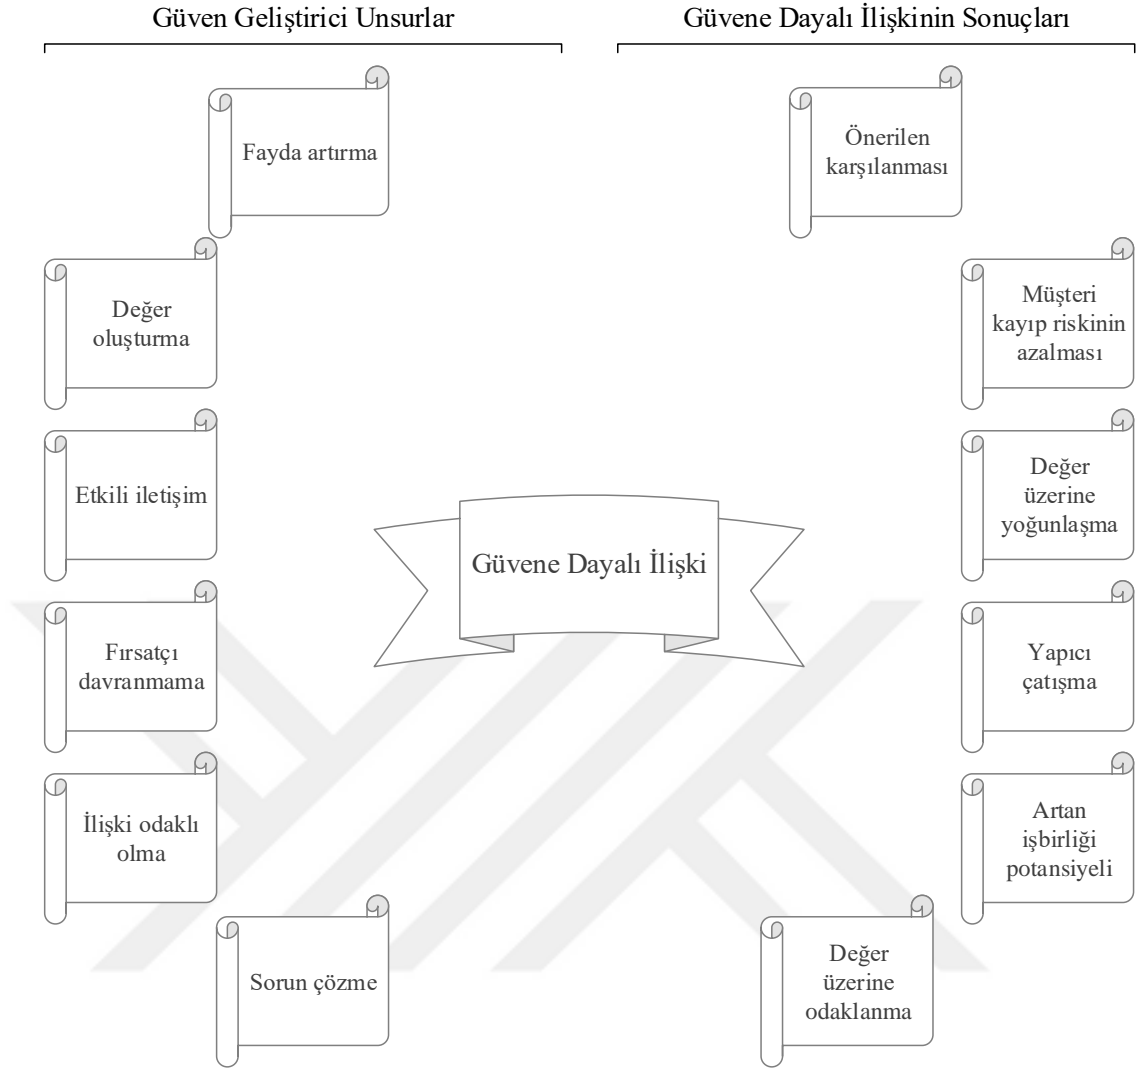 Güven Geliştirici Unsurlar
Güvene Dayalı İlişkinin Sonuçları
Fayda artırma
Değer
oluşturma
Etkili iletişim
Fırsatçı
davranmama
İlişki odaklı
olma
Sorun çözme
Güvene Dayalı İlişki
Önerilen
karşılanması
Müşteri
kayıp riskinin
azalması
Değer
üzerine
yoğunlaşma
Yapıcı
çatışma
Artan
işbirliği
potansiyeli
Değer
üzerine
odaklanma